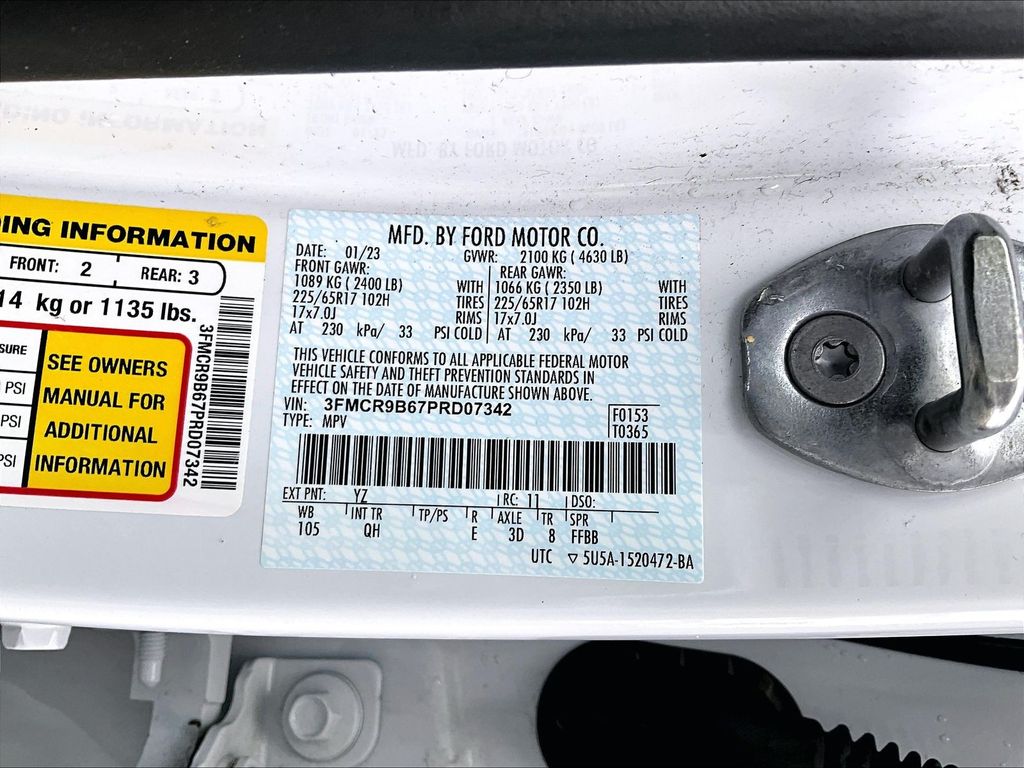 ING INFORMATION
FRONT: 2
REAR: 3
14 kg or 1135 lbs.
SURE
PSI
PSI
PSI
SEE OWNERS
MANUAL FOR
ADDITIONAL
INFORMATION
3FMCR9B67PRD07342
MFD. BY FORD MOTOR CO.
DATE: 01/23 GVWR: 2100 KG ( 4630 LB)
FRONT GAWR: REAR GAWR:
1089 KG ( 2400 LB) WITH 1066 KG ( 2350 LB) WITH
225/65R17 102H TIRES 225/65R17 102H TIRES
17x7.0J RIMS 17x7.0J RIMS
AT 230 kPa/ 33 PSI COLD AT 230 kPa/ 33 PSI COLD
THIS VEHICLE CONFORMS TO ALL APPLICABLE FEDERAL MOTOR
VEHICLE SAFETY AND THEFT PREVENTION STANDARDS IN
EFFECT ON THE DATE OF MANUFACTURE SHOWN ABOVE.
VIN: 3FMCR9B67PRD07342 F0153
TYPE: MPV T0365
EXT PNT: YZ RC: 11 DSO:
WB INT TR TP/PS R AXLE TR SPR
105 QH E 3D 8 FFBB
UTC ▽ 5U5A-1520472-BA